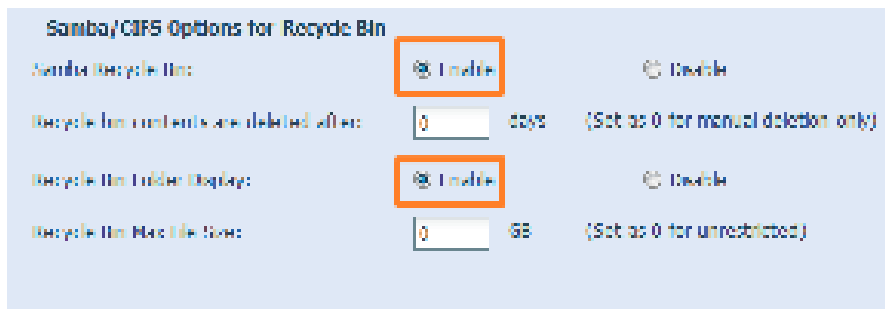 Samba/CIFS Options for Recycle Bin
Samba Recycle Bin: Enable Disable
Recycle bin contents are deleted after: 0 days (Set as 0 for manual deletion only)
Recycle Bin Folder Display: Enable Disable
Recycle Bin Max File Size: 0 GB (Set as 0 for unrestricted)